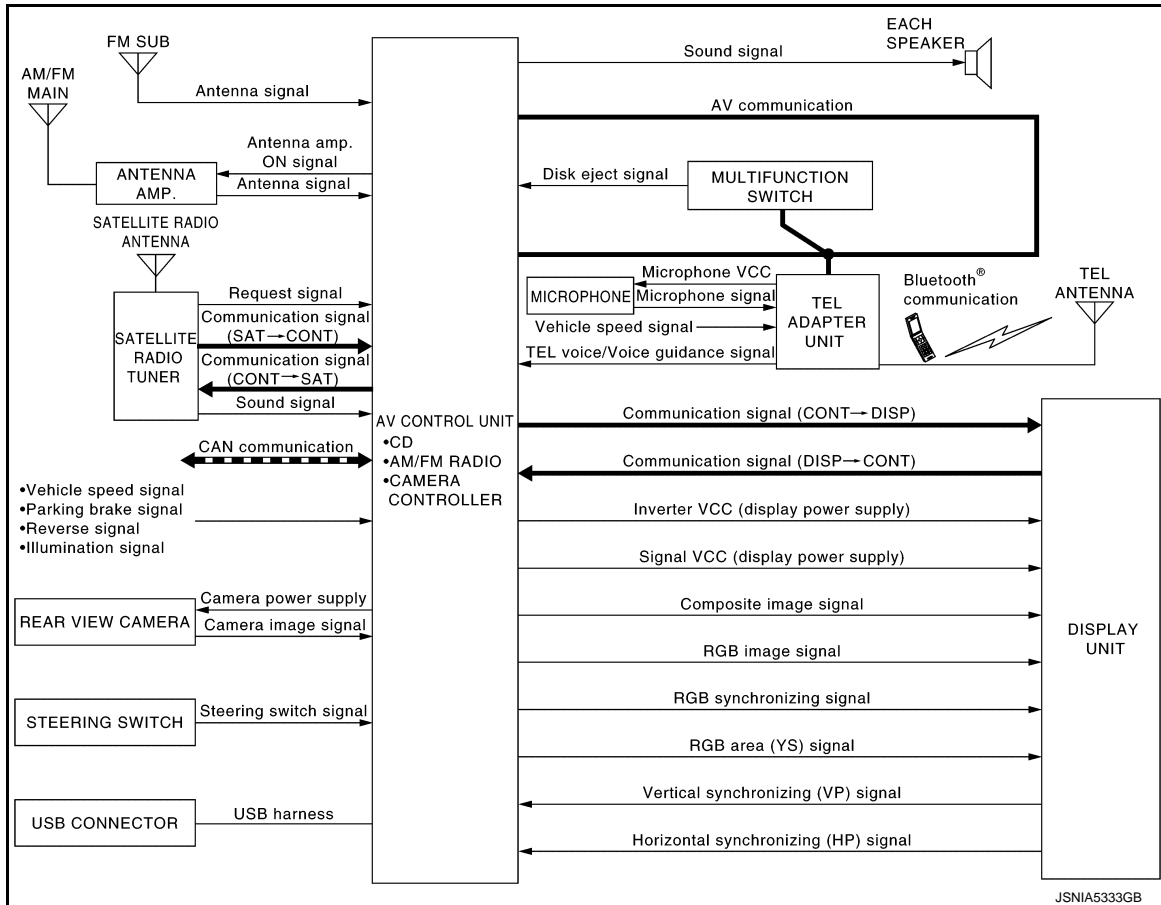 FM SUB
AM/FM
MAIN
Antenna signal
Antenna amp.
ON signal
ANTENNA
AMP.
Antenna signal
SATELLITE RADIO
ANTENNA
Request signal
Communication signal
(SAT→CONT)
SATELLITE
RADIO
TUNER
Communication signal
(CONT→SAT)
Sound signal
CAN communication
•Vehicle speed signal
•Parking brake signal
•Reverse signal
•Illumination signal
REAR VIEW CAMERA
Camera power supply
Camera image signal
STEERING SWITCH
Steering switch signal
USB CONNECTOR
USB harness
AV CONTROL UNIT
•CD
•AM/FM RADIO
•CAMERA
CONTROLLER
EACH
SPEAKER
Sound signal
AV communication
Disk eject signal
MULTIFUNCTION
SWITCH
Microphone VCC
MICROPHONE
Microphone signal
Vehicle speed signal
TEL voice/Voice guidance signal
TEL
ADAPTER
UNIT
Bluetooth®
communication
TEL
ANTENNA
Communication signal (CONT→DISP)
Communication signal (DISP→CONT)
Inverter VCC (display power supply)
Signal VCC (display power supply)
Composite image signal
RGB image signal
RGB synchronizing signal
RGB area (YS) signal
Vertical synchronizing (VP) signal
Horizontal synchronizing (HP) signal
DISPLAY
UNIT
JSNIA5333GB